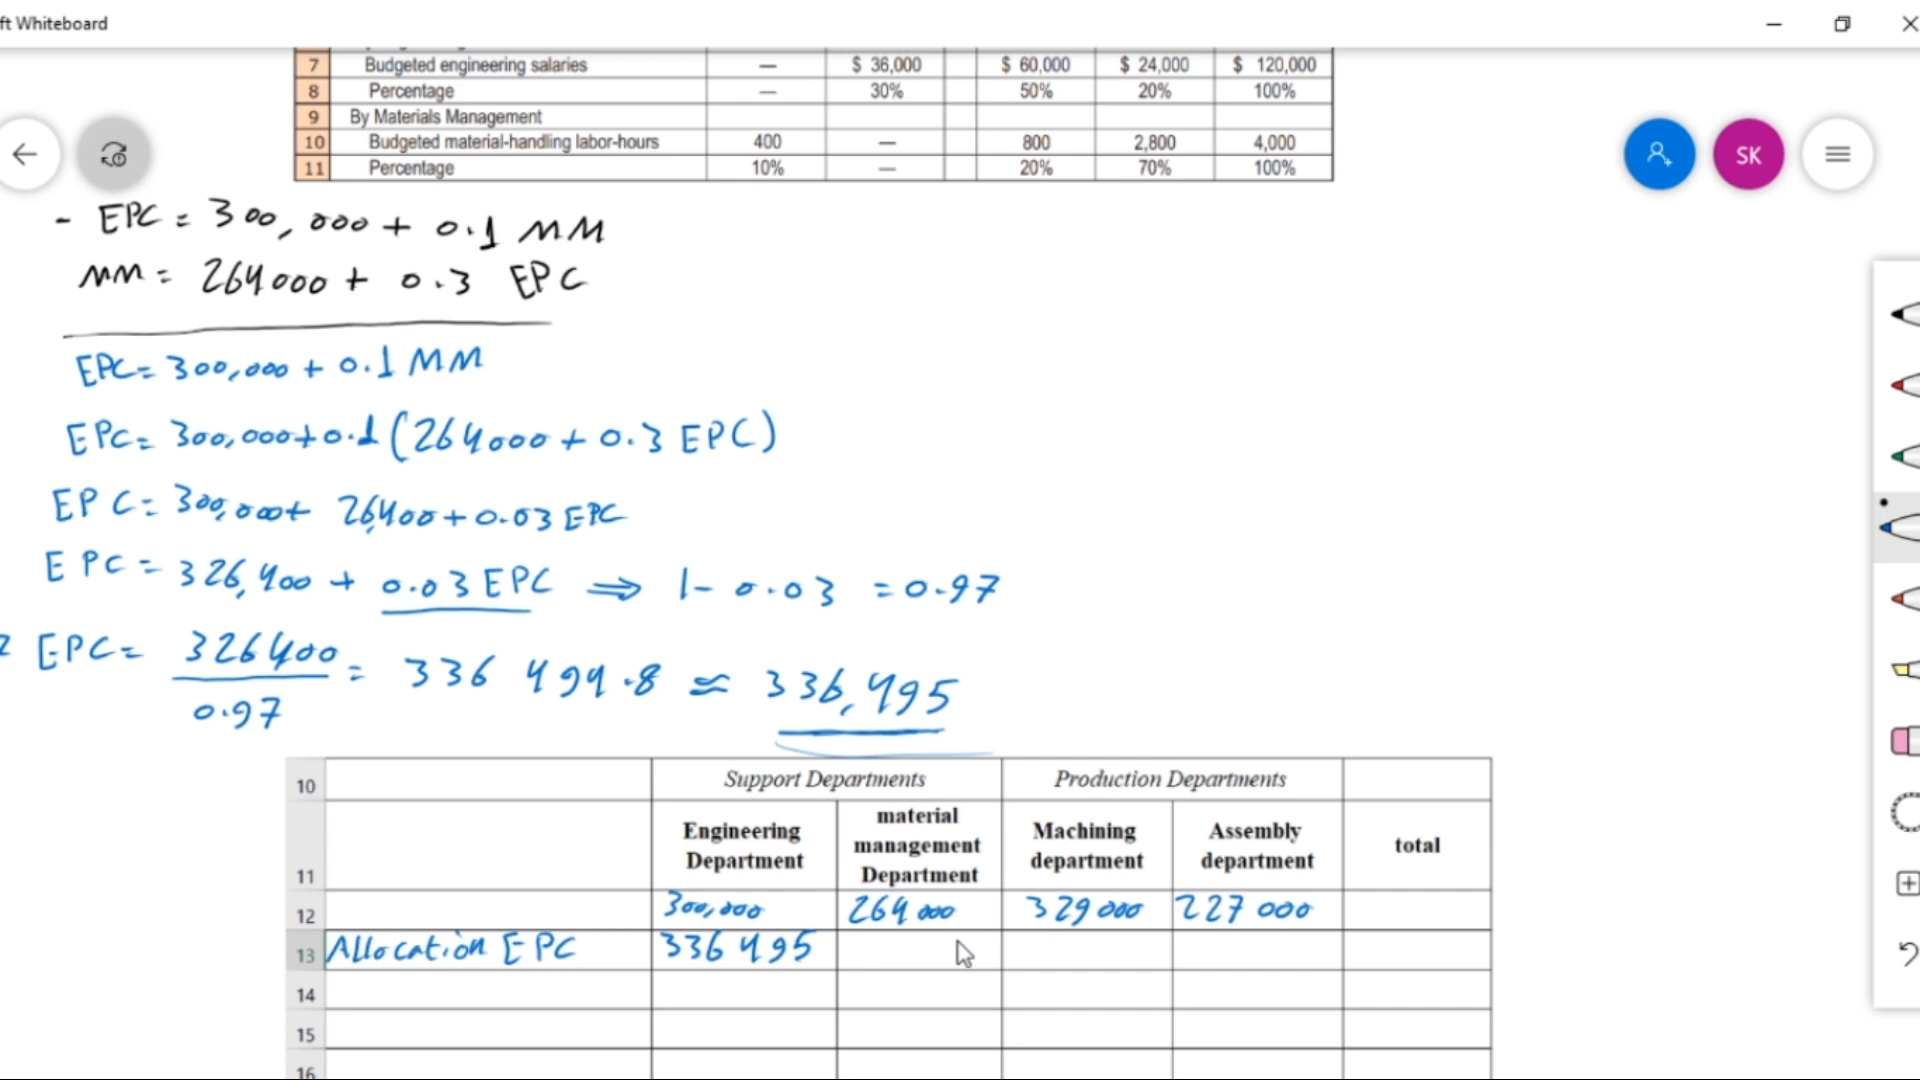 ft Whiteboard
7 Budgeted engineering salaries — $ 36,000 $ 60,000 $ 24,000 $ 120,000
8 Percentage — 30% 50% 20% 100%
9 By Materials Management
10 Budgeted material-handling labor-hours 400 — 800 2,800 4,000
11 Percentage 10% — 20% 70% 100%
SK
- EPC = 300,000 + 0.1 MM
MM = 264000 + 0.3 EPC
EPC = 300,000 + 0.1 MM
EPC = 300,000+0.1 (264000 + 0.3 EPC)
EPC = 300,000+ 26,400+0.03 EPC
EPC = 326,400 + 0.03 EPC ⇒ 1- 0.03 = 0.97
EPC = 326400 / 0.97 = 336 494.8 ≈ 336,495
10 Support Departments Production Departments
11 Engineering Department material management Department Machining department Assembly department total
12 300,000 264 000 329 000 227 000
13 Allocation EPC 336 495
14
15
16